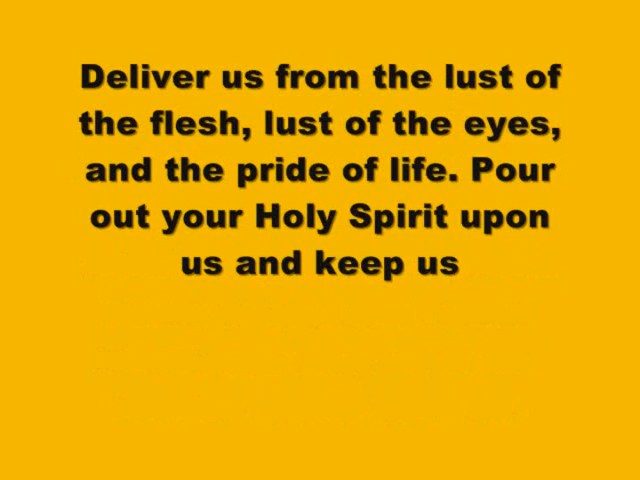 Deliver us from the lust of
the flesh, lust of the eyes,
and the pride of life. Pour
out your Holy Spirit upon
us and keep us